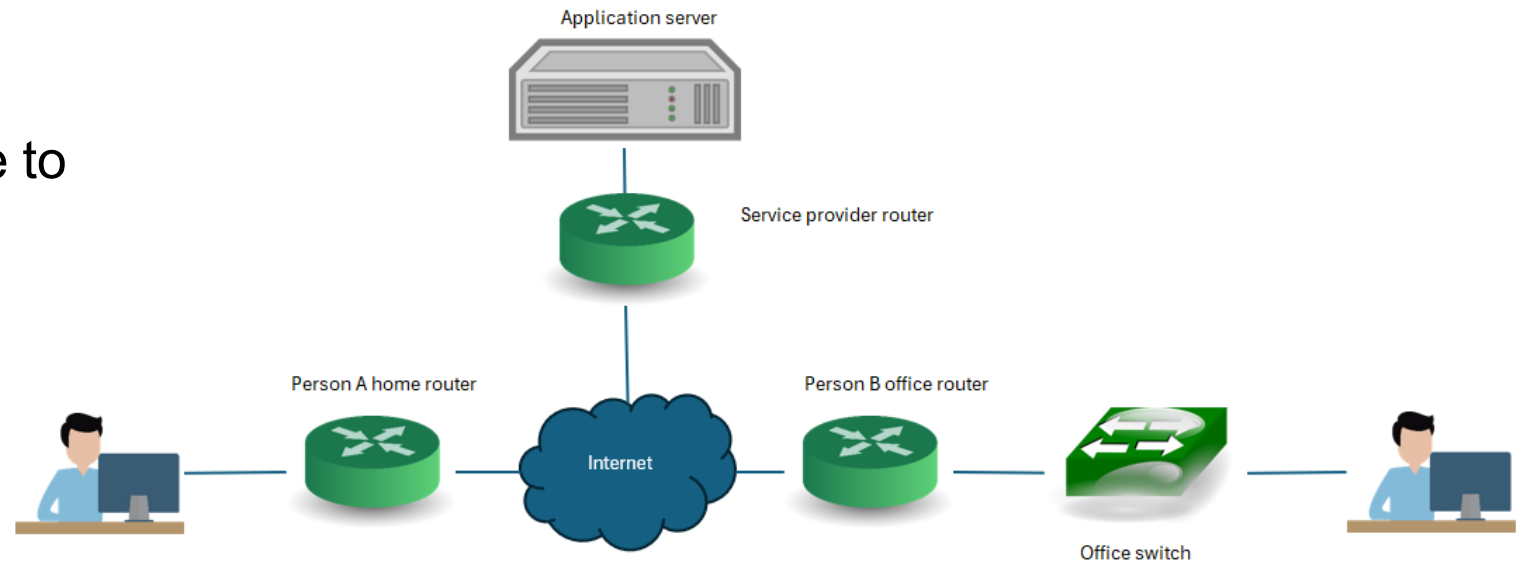 Application server
e to
Service provider router
Person A home router
Person B office router
Internet
Office switch